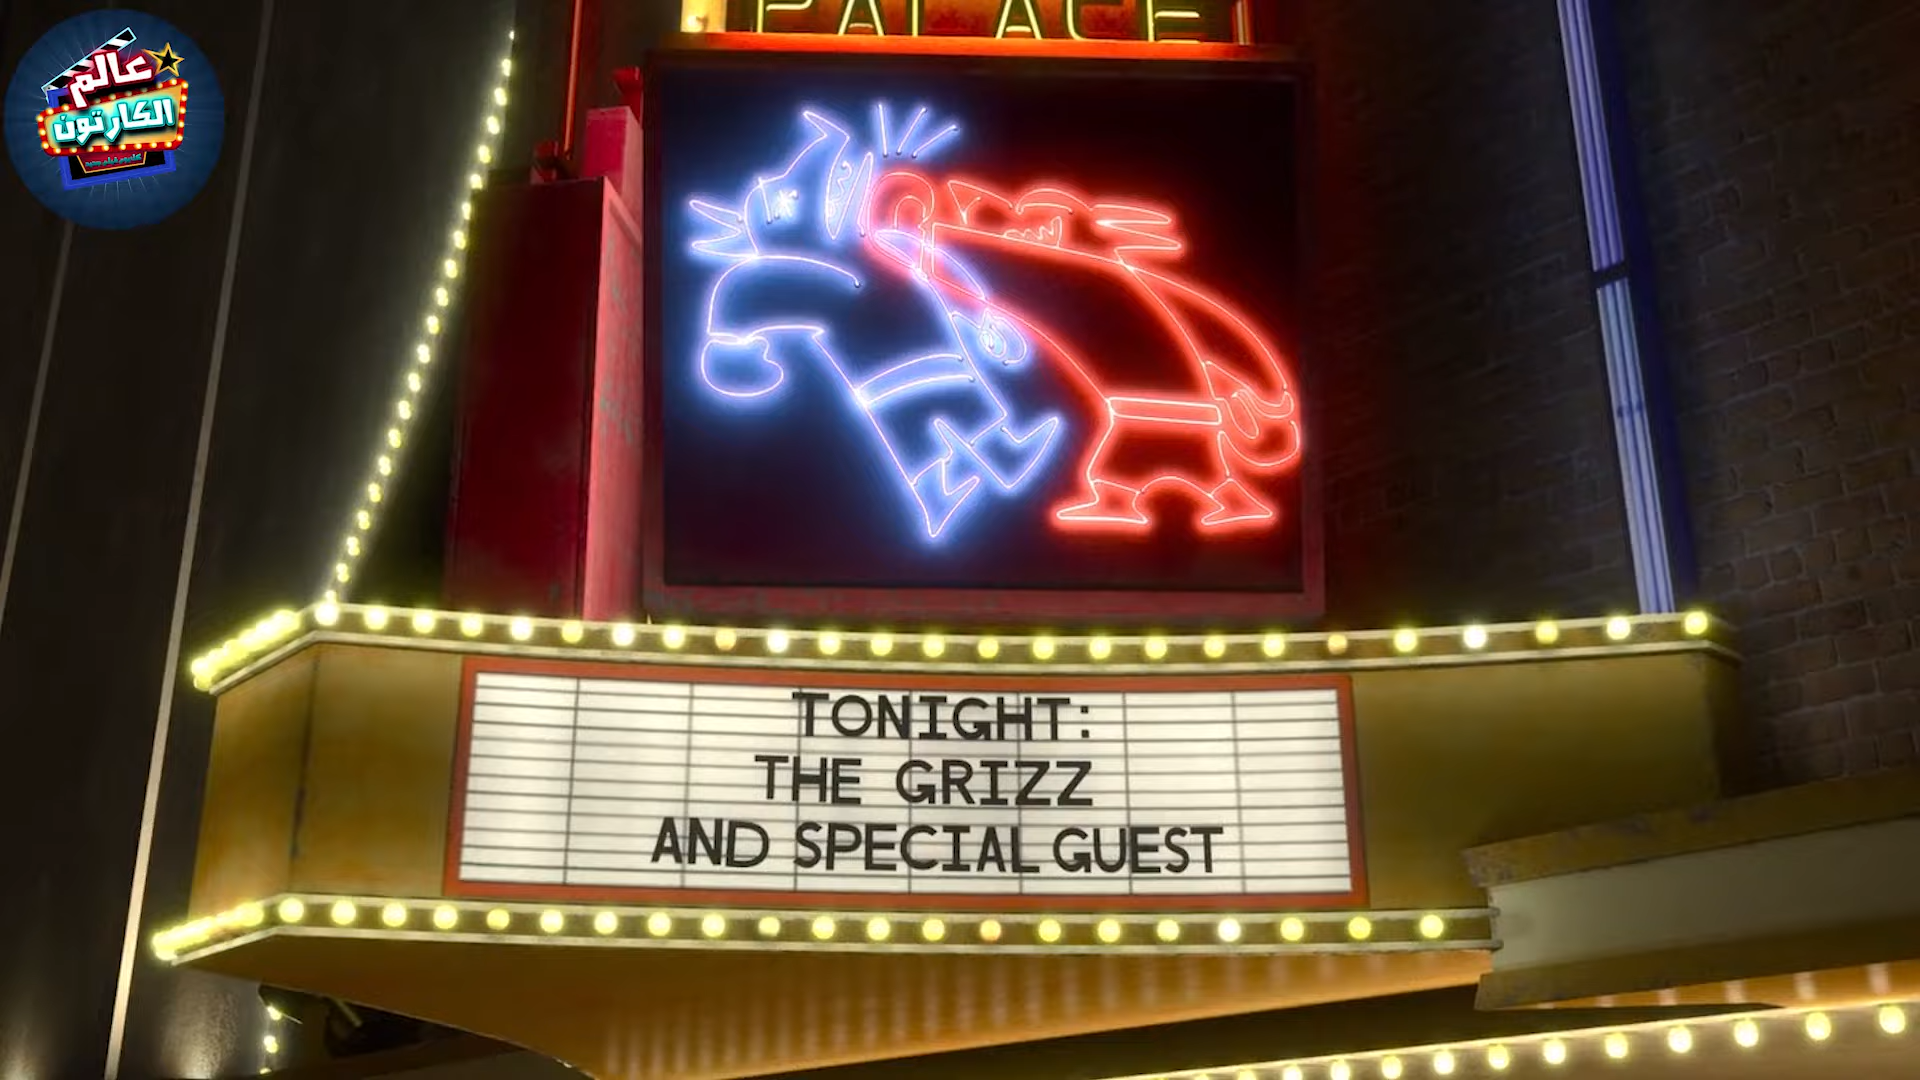 عالم
الكارتون
PALACE
TONIGHT:
THE GRIZZ
AND SPECIAL GUEST